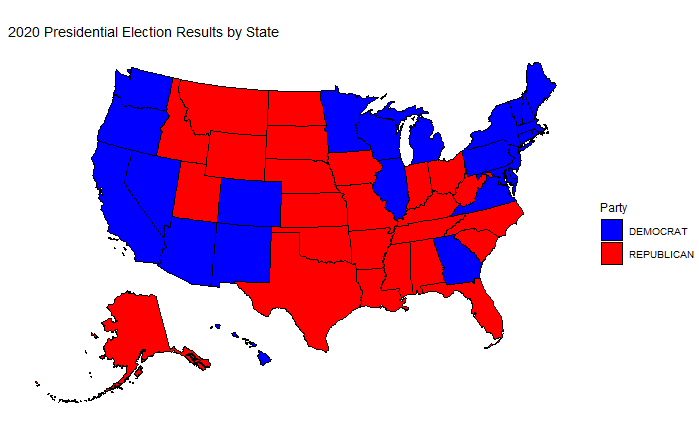 2020 Presidential Election Results by State
Party
DEMOCRAT
REPUBLICAN